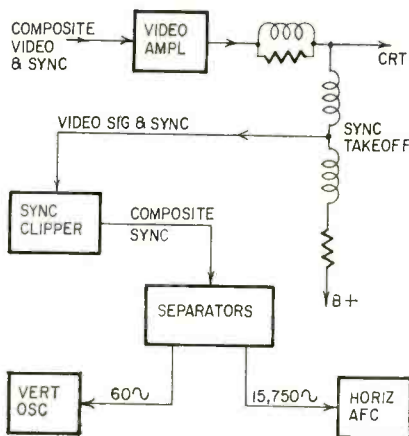 COMPOSITE
VIDEO
& SYNC
VIDEO
AMPL
CRT
VIDEO SIG & SYNC
SYNC
TAKEOFF
SYNC
CLIPPER
COMPOSITE
SYNC
B+
SEPARATORS
VERT
OSC
60~
15,750~
HORIZ
AFC